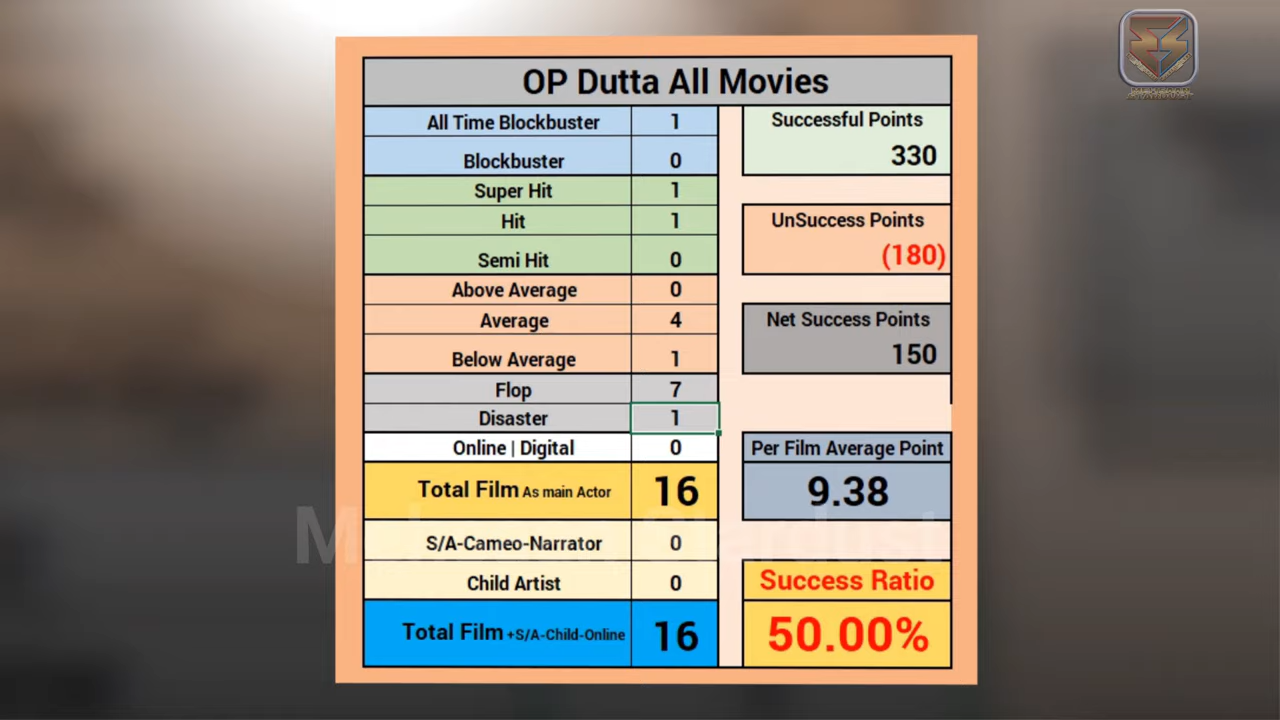 OP Dutta All Movies
All Time Blockbuster 1
Blockbuster 0
Super Hit 1
Hit 1
Semi Hit 0
Above Average 0
Average 4
Below Average 1
Flop 7
Disaster 1
Online | Digital 0
Total Film As main Actor 16
S/A-Cameo-Narrator 0
Child Artist 0
Total Film +S/A-Child-Online 16
Successful Points
330
UnSuccess Points
(180)
Net Success Points
150
Per Film Average Point
9.38
Success Ratio
50.00%